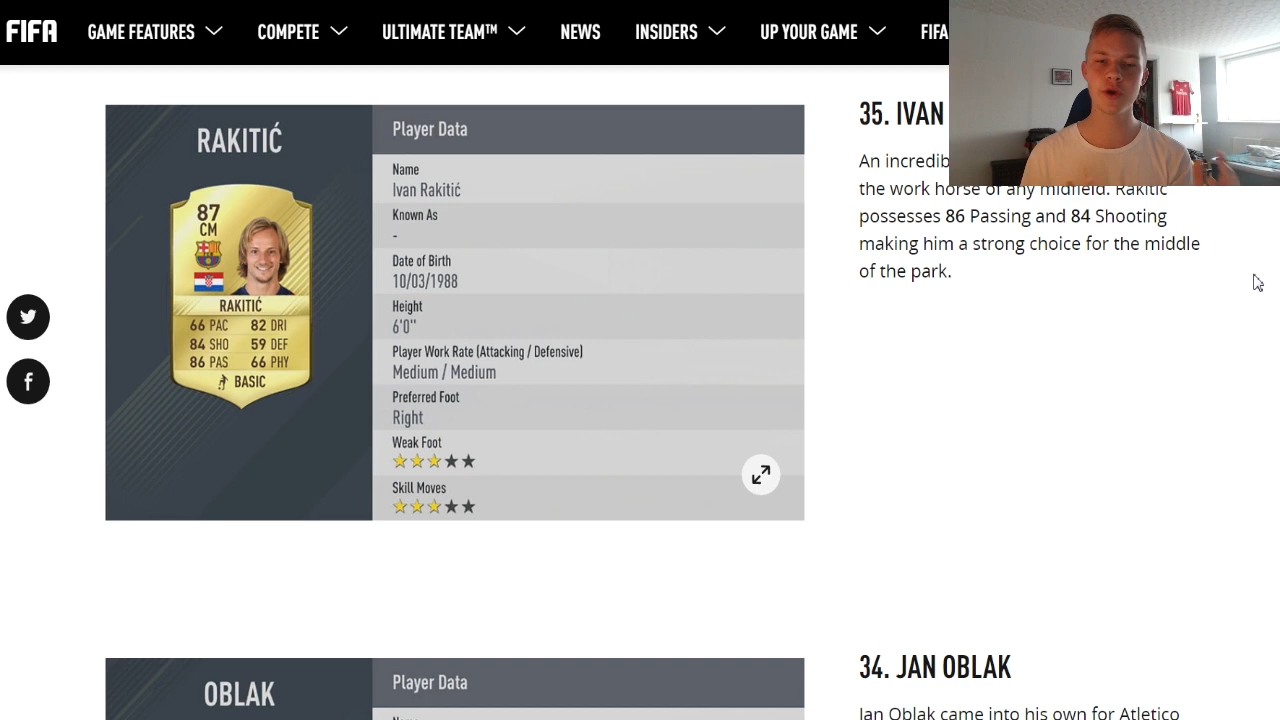 FIFA GAME FEATURES COMPETE ULTIMATE TEAM™ NEWS INSIDERS UP YOUR GAME FIFA
RAKITIĆ
87
CM
RAKITIĆ
66 PAC 82 DRI
84 SHO 59 DEF
86 PAS 66 PHY
BASIC
Player Data
Name
Ivan Rakitić
Known As
-
Date of Birth
10/03/1988
Height
6'0"
Player Work Rate (Attacking / Defensive)
Medium / Medium
Preferred Foot
Right
Weak Foot
Skill Moves
35. IVAN
An incredib
the work horse of any midfield. Rakitic
possesses 86 Passing and 84 Shooting
making him a strong choice for the middle
of the park.
OBLAK
Player Data
34. JAN OBLAK
Jan Oblak came into his own for Atletico